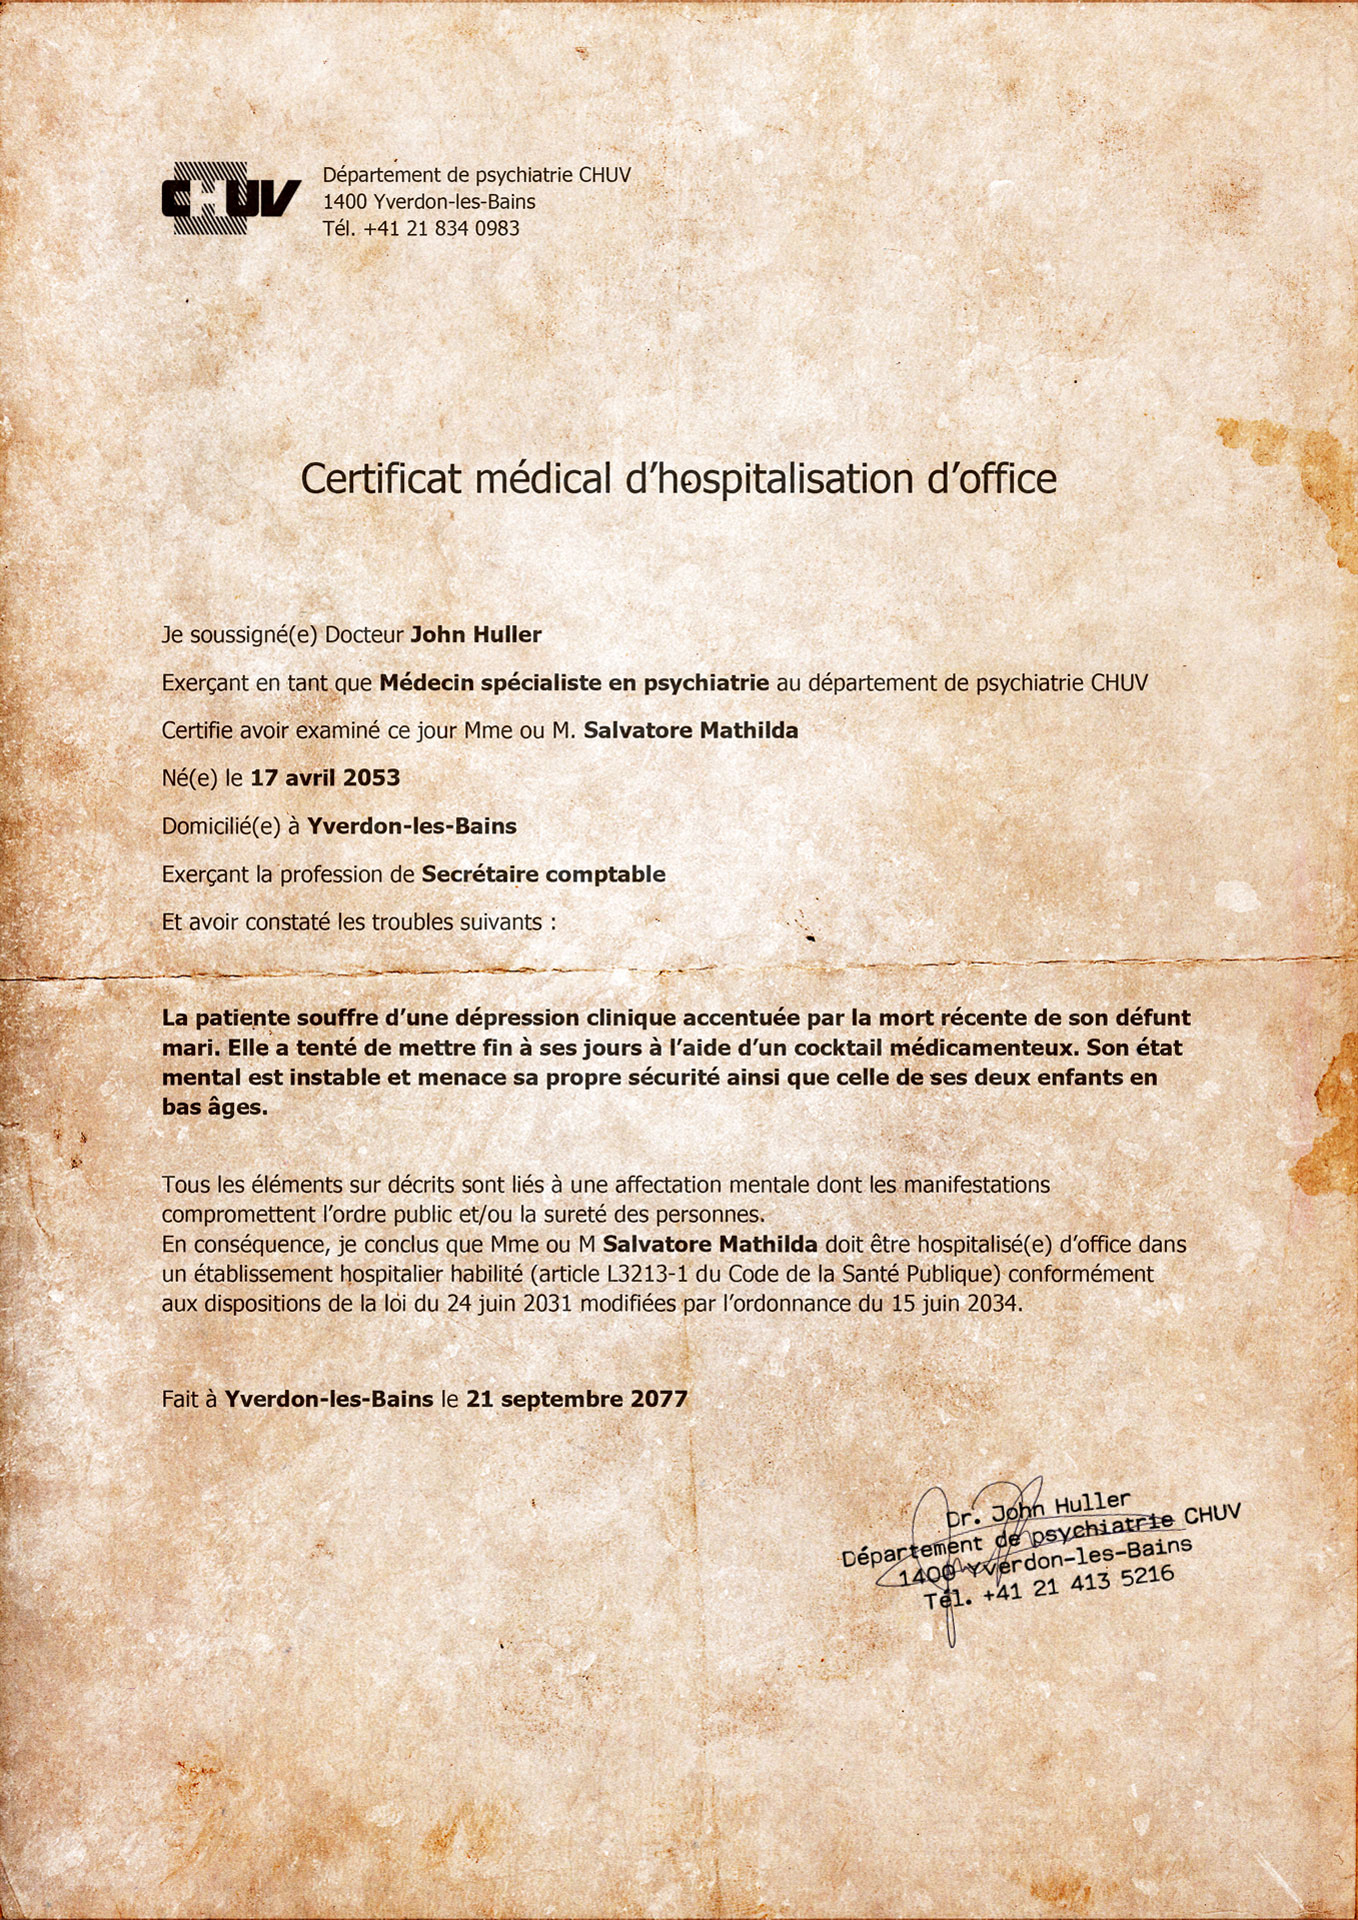 CHUV
Département de psychiatrie CHUV
1400 Yverdon-les-Bains
Tél. +41 21 834 0983
Certificat médical d’hospitalisation d’office
Je soussigné(e) Docteur John Huller
Exerçant en tant que Médecin spécialiste en psychiatrie au département de psychiatrie CHUV
Certifie avoir examiné ce jour Mme ou M. Salvatore Mathilda
Né(e) le 17 avril 2053
Domicilié(e) à Yverdon-les-Bains
Exerçant la profession de Secrétaire comptable
Et avoir constaté les troubles suivants :
La patiente souffre d’une dépression clinique accentuée par la mort récente de son défunt
mari. Elle a tenté de mettre fin à ses jours à l’aide d’un cocktail médicamenteux. Son état
mental est instable et menace sa propre sécurité ainsi que celle de ses deux enfants en
bas âges.
Tous les éléments sur décrits sont liés à une affectation mentale dont les manifestations
compromettent l’ordre public et/ou la sureté des personnes.
En conséquence, je conclus que Mme ou M Salvatore Mathilda doit être hospitalisé(e) d’office dans
un établissement hospitalier habilité (article L3213-1 du Code de la Santé Publique) conformément
aux dispositions de la loi du 24 juin 2031 modifiées par l’ordonnance du 15 juin 2034.
Fait à Yverdon-les-Bains le 21 septembre 2077
Dr. John Huller
Département de psychiatrie CHUV
1400 Yverdon-les-Bains
Tél. +41 21 413 5216